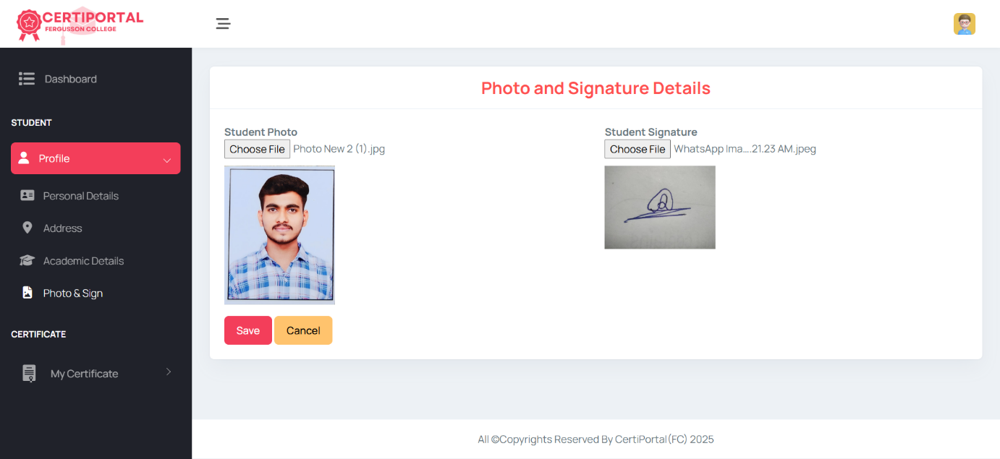 CERTIPORTAL
FERGUSSON COLLEGE
Dashboard
STUDENT
Profile
Personal Details
Address
Academic Details
Photo & Sign
CERTIFICATE
My Certificate
Photo and Signature Details
Student Photo
Choose File Photo New 2 (1).jpg
Student Signature
Choose File WhatsApp Ima....21.23 AM.jpeg
Save Cancel
All ©Copyrights Reserved By CertiPortal(FC) 2025